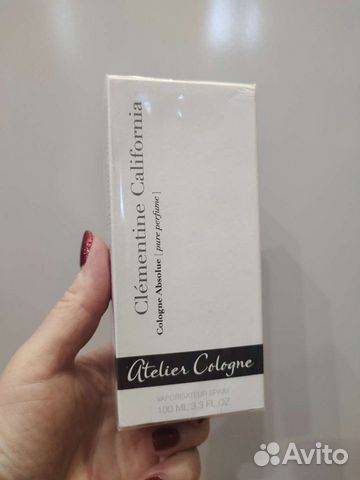 Clémentine California
Cologne Absolue [pure perfume]
Atelier Cologne
VAPORISATEUR SPRAY
100 ML 3.3 FL.OZ
Avito